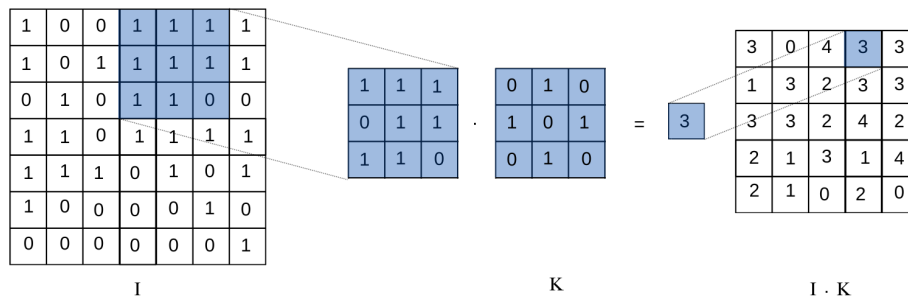 1 0 0 1 1 1 1
1 0 1 1 1 1 1
0 1 0 1 1 0 0
1 1 0 1 1 1 1
1 1 1 0 1 0 1
1 0 0 0 0 1 0
0 0 0 0 0 0 1
I
1 1 1
0 1 1
1 1 0
·
0 1 0
1 0 1
0 1 0
K
=
3
3 0 4 3 3
1 3 2 3 3
3 3 2 4 2
2 1 3 1 4
2 1 0 2 0
I · K